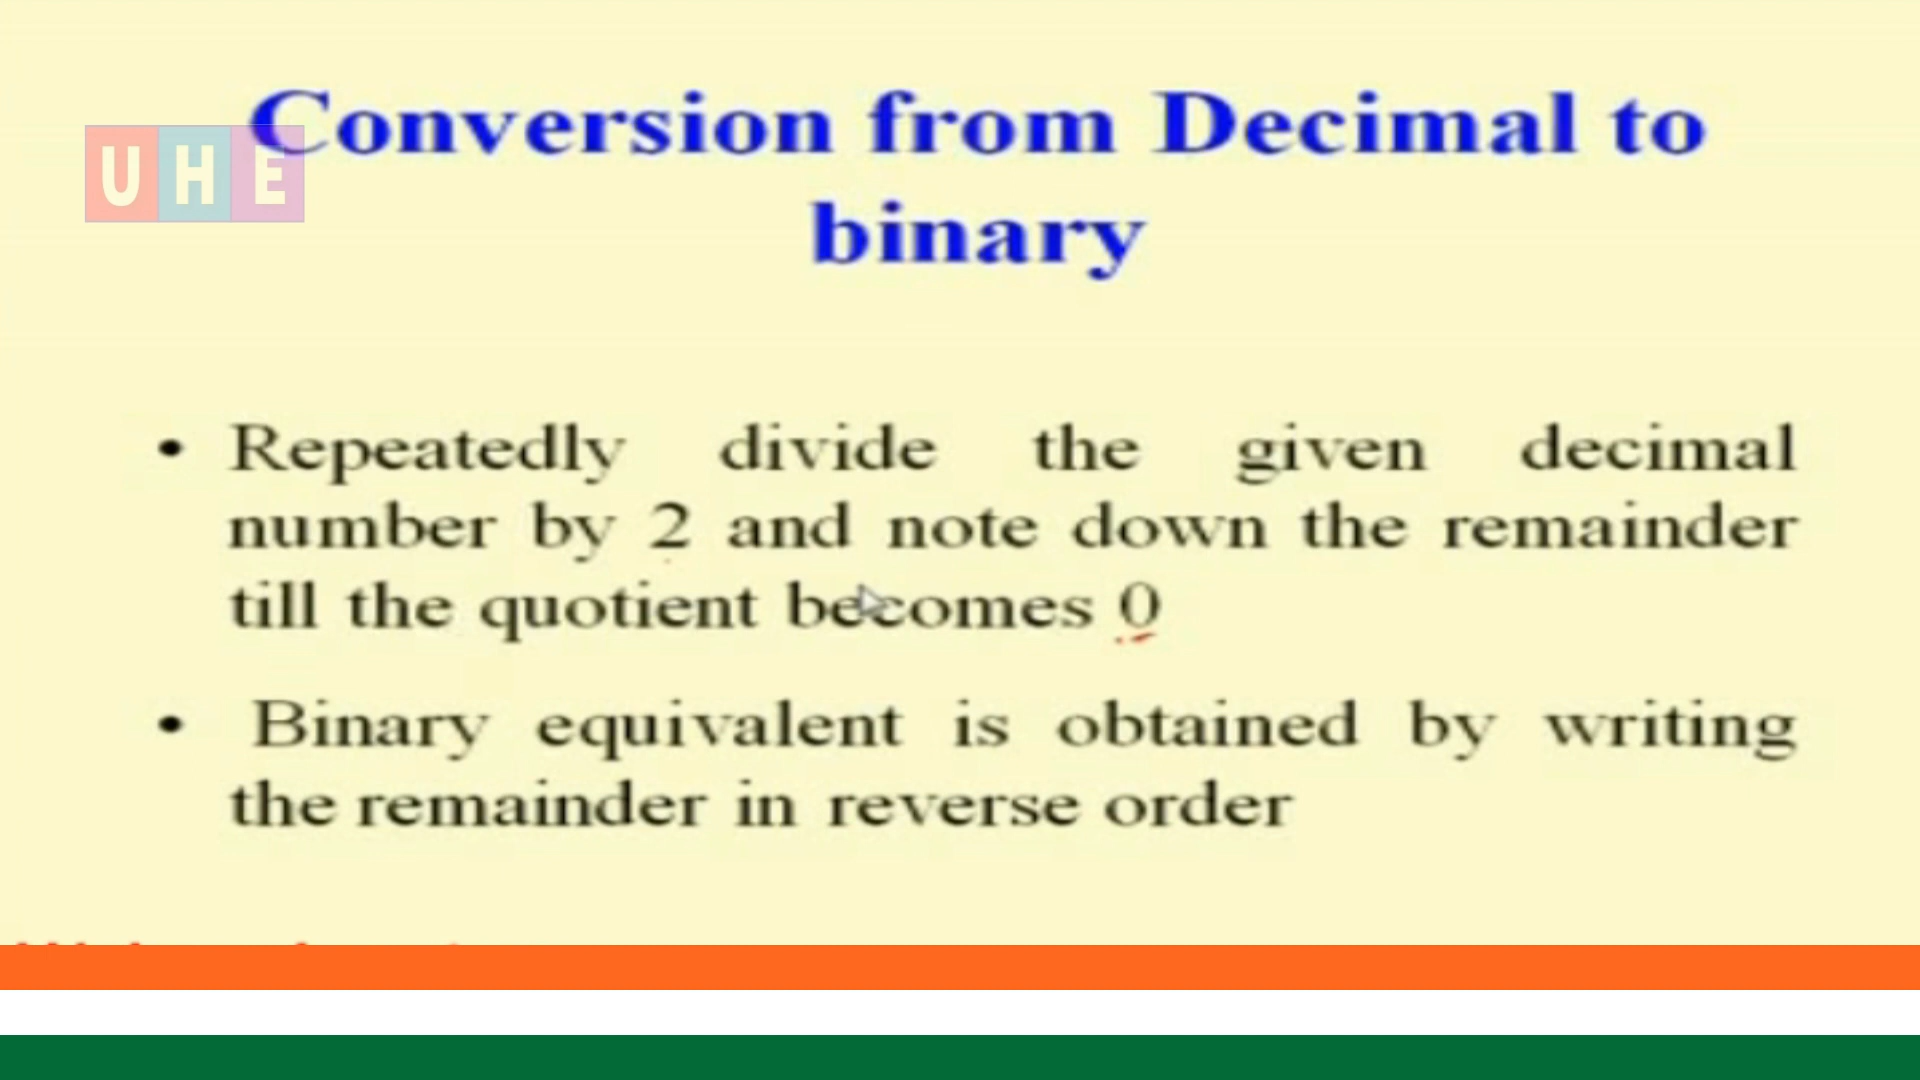 Conversion from Decimal to
binary
UHE
• Repeatedly divide the given decimal
number by 2 and note down the remainder
till the quotient becomes 0
• Binary equivalent is obtained by writing
the remainder in reverse order